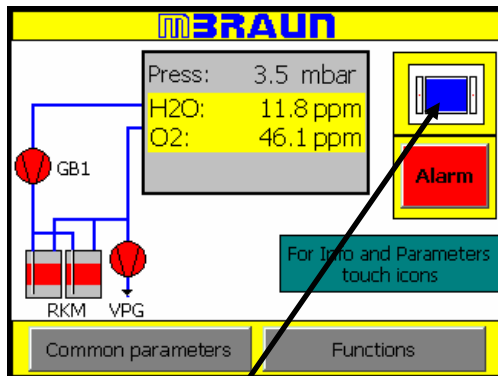 MBRAUN
Press: 3.5 mbar
H2O: 11.8 ppm
O2: 46.1 ppm
GB1
Alarm
For Info and Parameters
touch icons
RKM VPG
Common parameters Functions